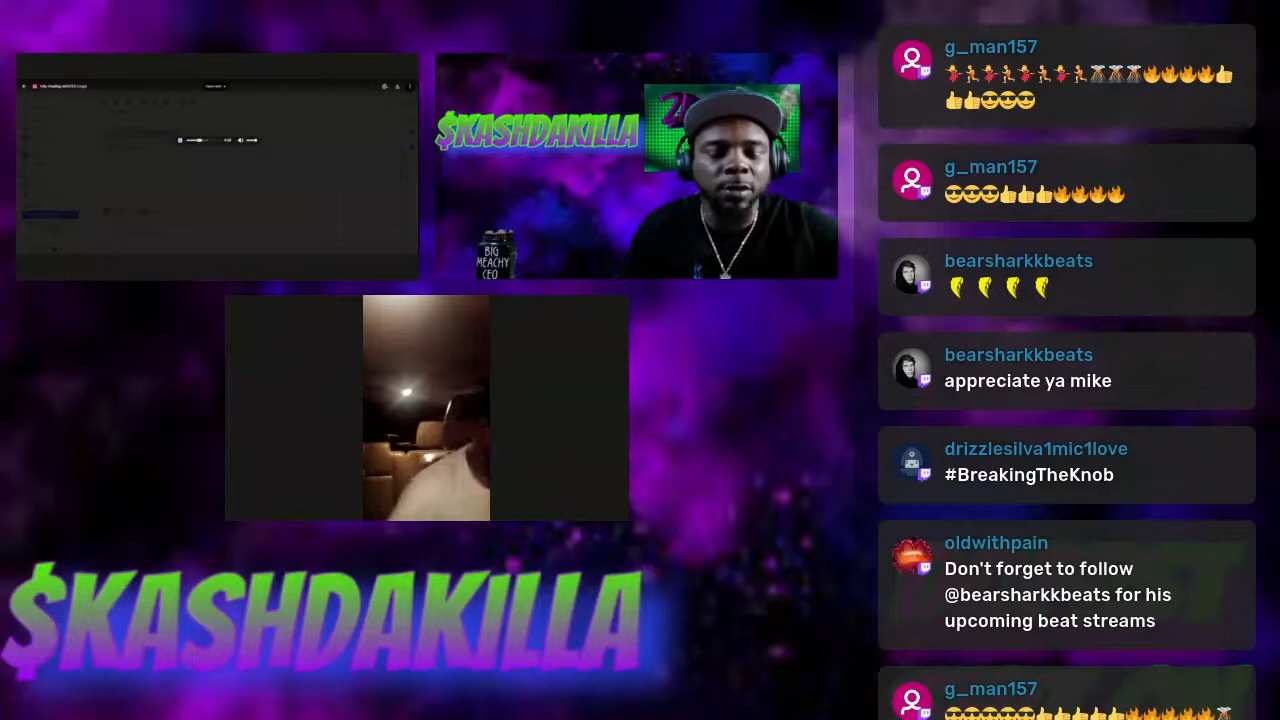 $KASHDAKILLA
BIG
MEACHY
CEO
$KASHDAKILLA
g_man157
g_man157
bearsharkkbeats
bearsharkkbeats
appreciate ya mike
drizzlesilva1mic1love
#BreakingTheKnob
oldwithpain
Don't forget to follow
@bearsharkkbeats for his
upcoming beat streams
g_man157